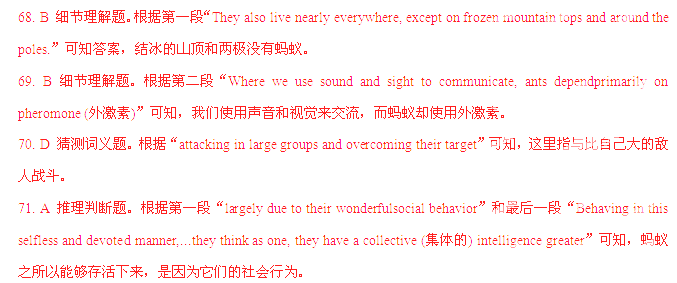 68. B 细节理解题。根据第一段“They also live nearly everywhere, except on frozen mountain tops and around the
poles.”可知答案，结冰的山顶和两极没有蚂蚁。
69. B 细节理解题。根据第二段“Where we use sound and sight to communicate, ants dependprimarily on
pheromone (外激素)”可知，我们使用声音和视觉来交流，而蚂蚁却使用外激素。
70. D 猜测词义题。根据“attacking in large groups and overcoming their target”可知，这里指与比自己大的敌
人战斗。
71. A 推理判断题。根据第一段“largely due to their wonderfulsocial behavior”和最后一段“Behaving in this
selfless and devoted manner,...they think as one, they have a collective (集体的) intelligence greater”可知，蚂蚁
之所以能够存活下来，是因为它们的社会行为。